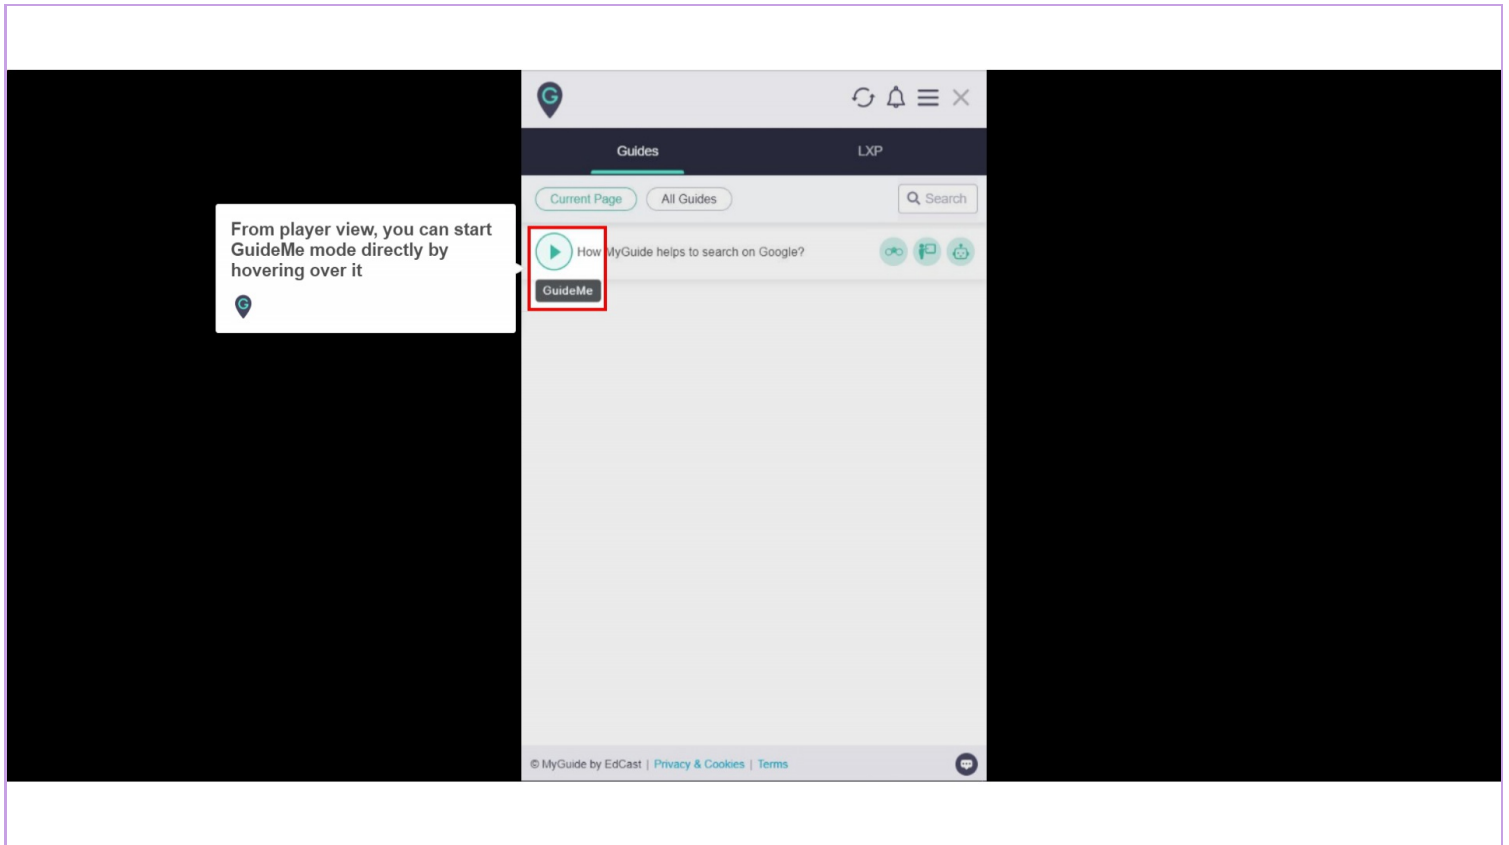 G
Guides LXP
Current Page All Guides Search
From player view, you can start
GuideMe mode directly by
hovering over it
G
How MyGuide helps to search on Google?
GuideMe
© MyGuide by EdCast | Privacy & Cookies | Terms